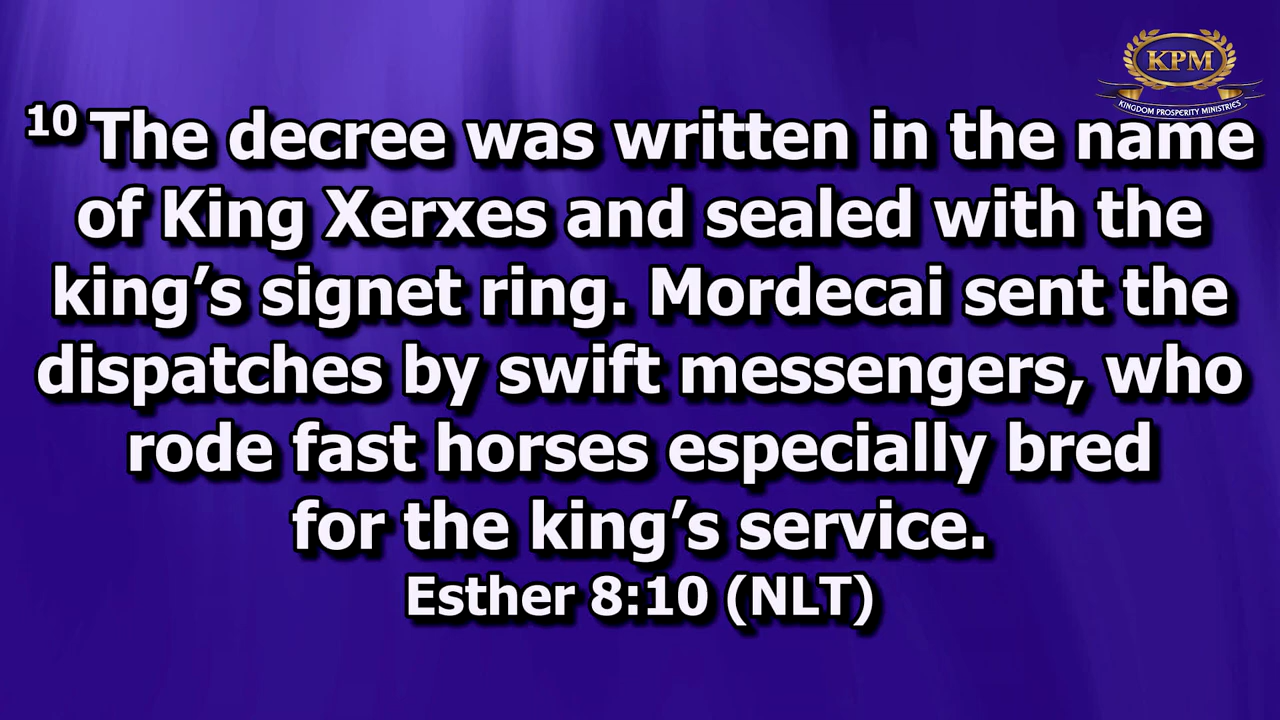 KPM
KINGDOM PROSPERITY MINISTRIES
10 The decree was written in the name
of King Xerxes and sealed with the
king’s signet ring. Mordecai sent the
dispatches by swift messengers, who
rode fast horses especially bred
for the king’s service.
Esther 8:10 (NLT)